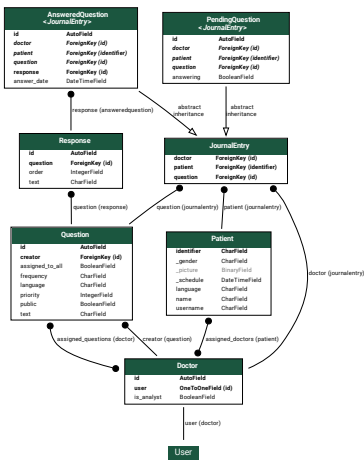 AnsweredQuestion
<JournalEntry>
id AutoField
doctor ForeignKey (id)
patient ForeignKey (identifier)
question ForeignKey (id)
response ForeignKey (id)
answer_date DateTimeField
PendingQuestion
<JournalEntry>
id AutoField
doctor ForeignKey (id)
patient ForeignKey (identifier)
question ForeignKey (id)
answering BooleanField
response (answeredquestion)
abstract
inheritance
abstract
inheritance
Response
id AutoField
question ForeignKey (id)
order IntegerField
text CharField
JournalEntry
doctor ForeignKey (id)
patient ForeignKey (identifier)
question ForeignKey (id)
question (response)
question (journalentry)
patient (journalentry)
Question
id AutoField
creator ForeignKey (id)
assigned_to_all BooleanField
frequency CharField
language CharField
priority IntegerField
public BooleanField
text CharField
Patient
identifier CharField
_gender CharField
_picture BinaryField
_schedule DateTimeField
language CharField
name CharField
username CharField
doctor (journalentry)
assigned_questions (doctor)
creator (question)
assigned_doctors (patient)
Doctor
id AutoField
user OneToOneField (id)
is_analyst BooleanField
user (doctor)
User